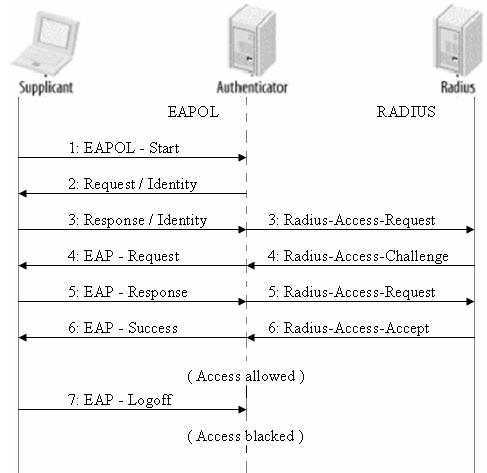 Supplicant Authenticator Radius
EAPOL RADIUS
1: EAPOL - Start
2: Request / Identity
3: Response / Identity 3: Radius-Access-Request
4: EAP - Request 4: Radius-Access-Challenge
5: EAP - Response 5: Radius-Access-Request
6: EAP - Success 6: Radius-Access-Accept
( Access allowed )
7: EAP - Logoff
( Access blacked )